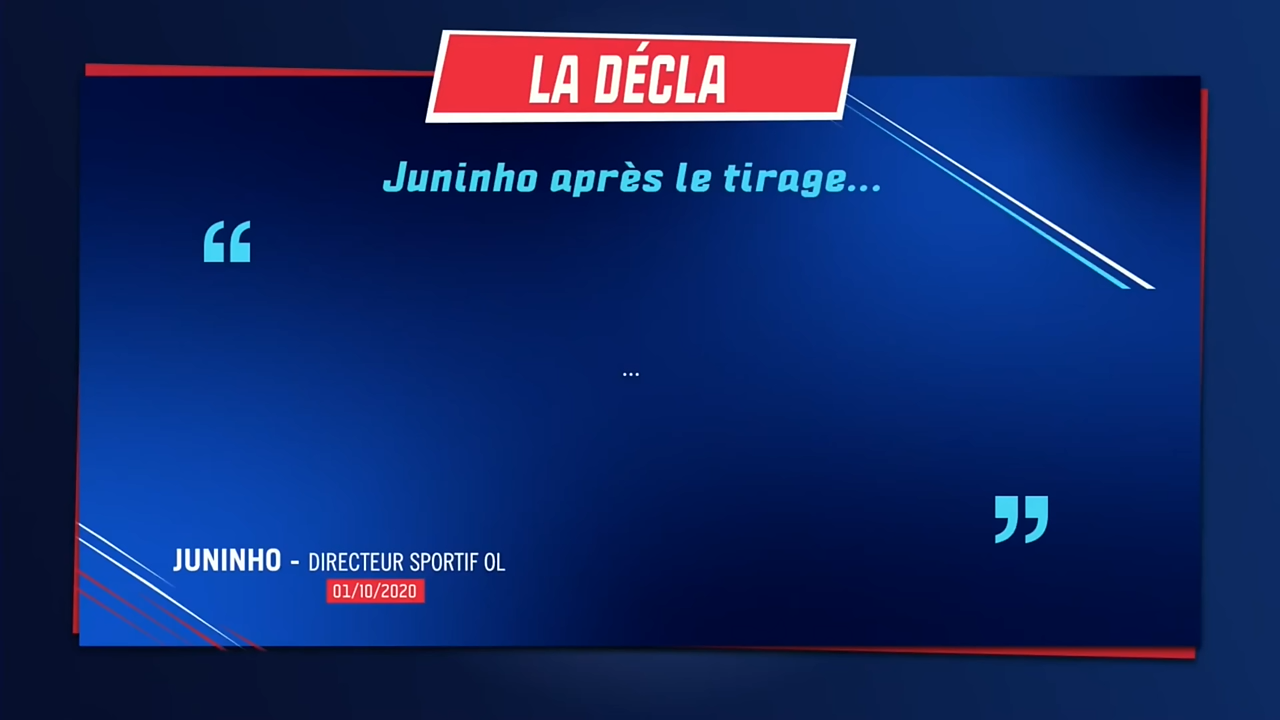 LA DÉCLA
Juninho après le tirage...
“
...
”
JUNINHO - DIRECTEUR SPORTIF OL
01/10/2020